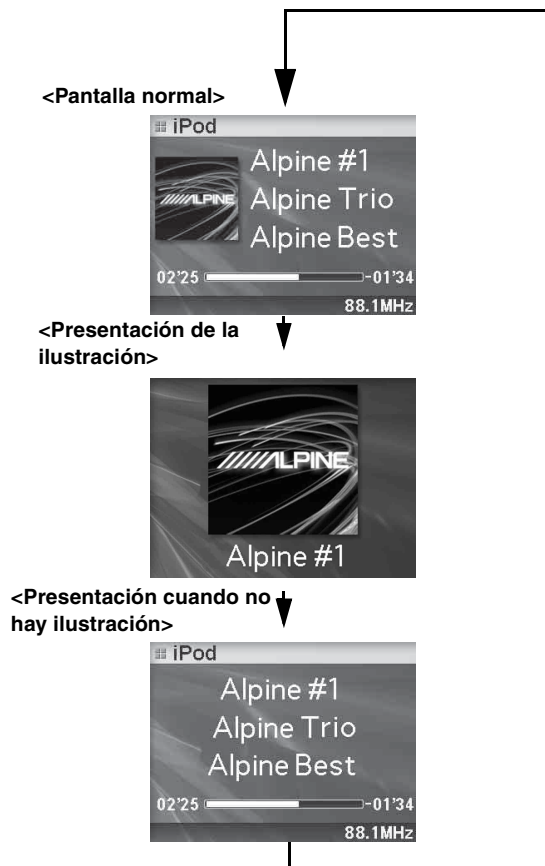 <Pantalla normal>
iPod
Alpine #1
ALPINE
Alpine Trio
Alpine Best
02'25
-01'34
88.1MHz
<Presentación de la
ilustración>
ALPINE
Alpine #1
<Presentación cuando no
hay ilustración>
iPod
Alpine #1
Alpine Trio
Alpine Best
02'25
-01'34
88.1MHz